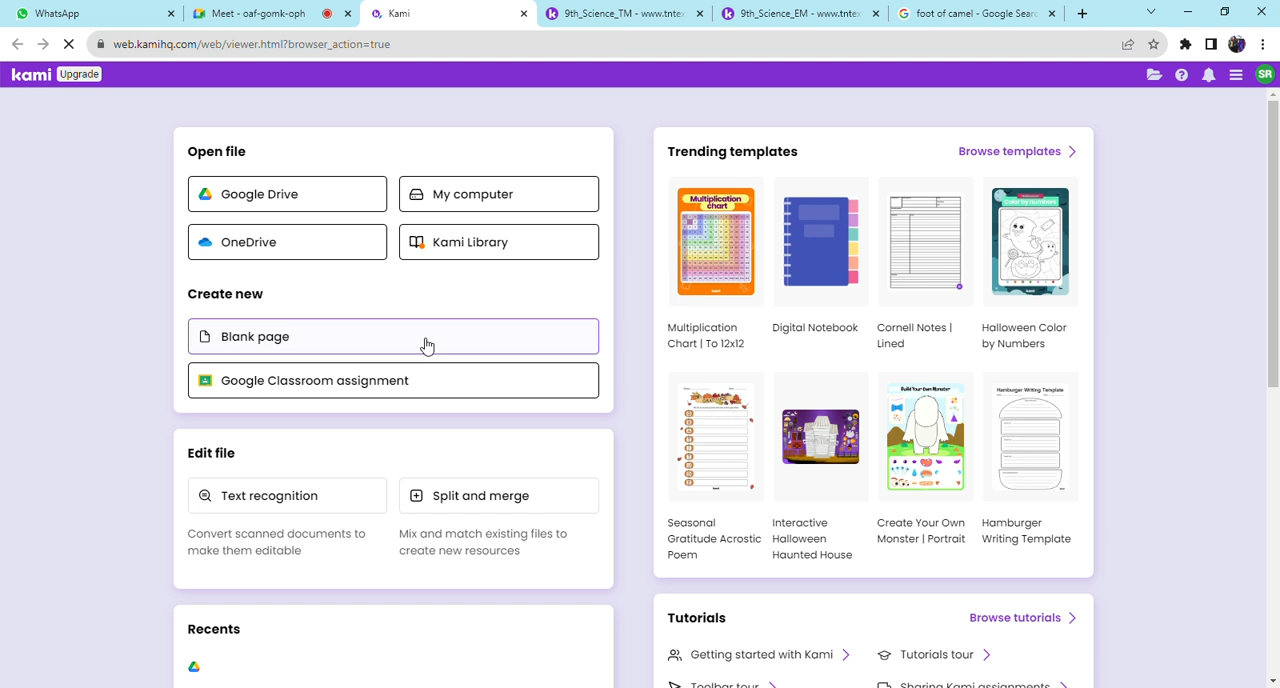 WhatsApp
Meet - oaf-gomk-oph
Kami
9th_Science_TM - www.tntex
9th_Science_EM - www.tntex
foot of camel - Google Sear
web.kamihq.com/web/viewer.html?browser_action=true
kami Upgrade
SR
Open file
Google Drive
My computer
OneDrive
Kami Library
Create new
Blank page
Google Classroom assignment
Edit file
Text recognition
Split and merge
Convert scanned documents to
make them editable
Mix and match existing files to
create new resources
Recents
Trending templates
Browse templates
Multiplication
chart
Color by Numbers
Multiplication
Chart | To 12x12
Digital Notebook
Cornell Notes |
Lined
Halloween Color
by Numbers
Build Your Own Monster
Hamburger Writing Template
Seasonal
Gratitude Acrostic
Poem
Interactive
Halloween
Haunted House
Create Your Own
Monster | Portrait
Hamburger
Writing Template
Tutorials
Browse tutorials
Getting started with Kami
Tutorials tour
Toolbar tour
Sharing Kami assignments